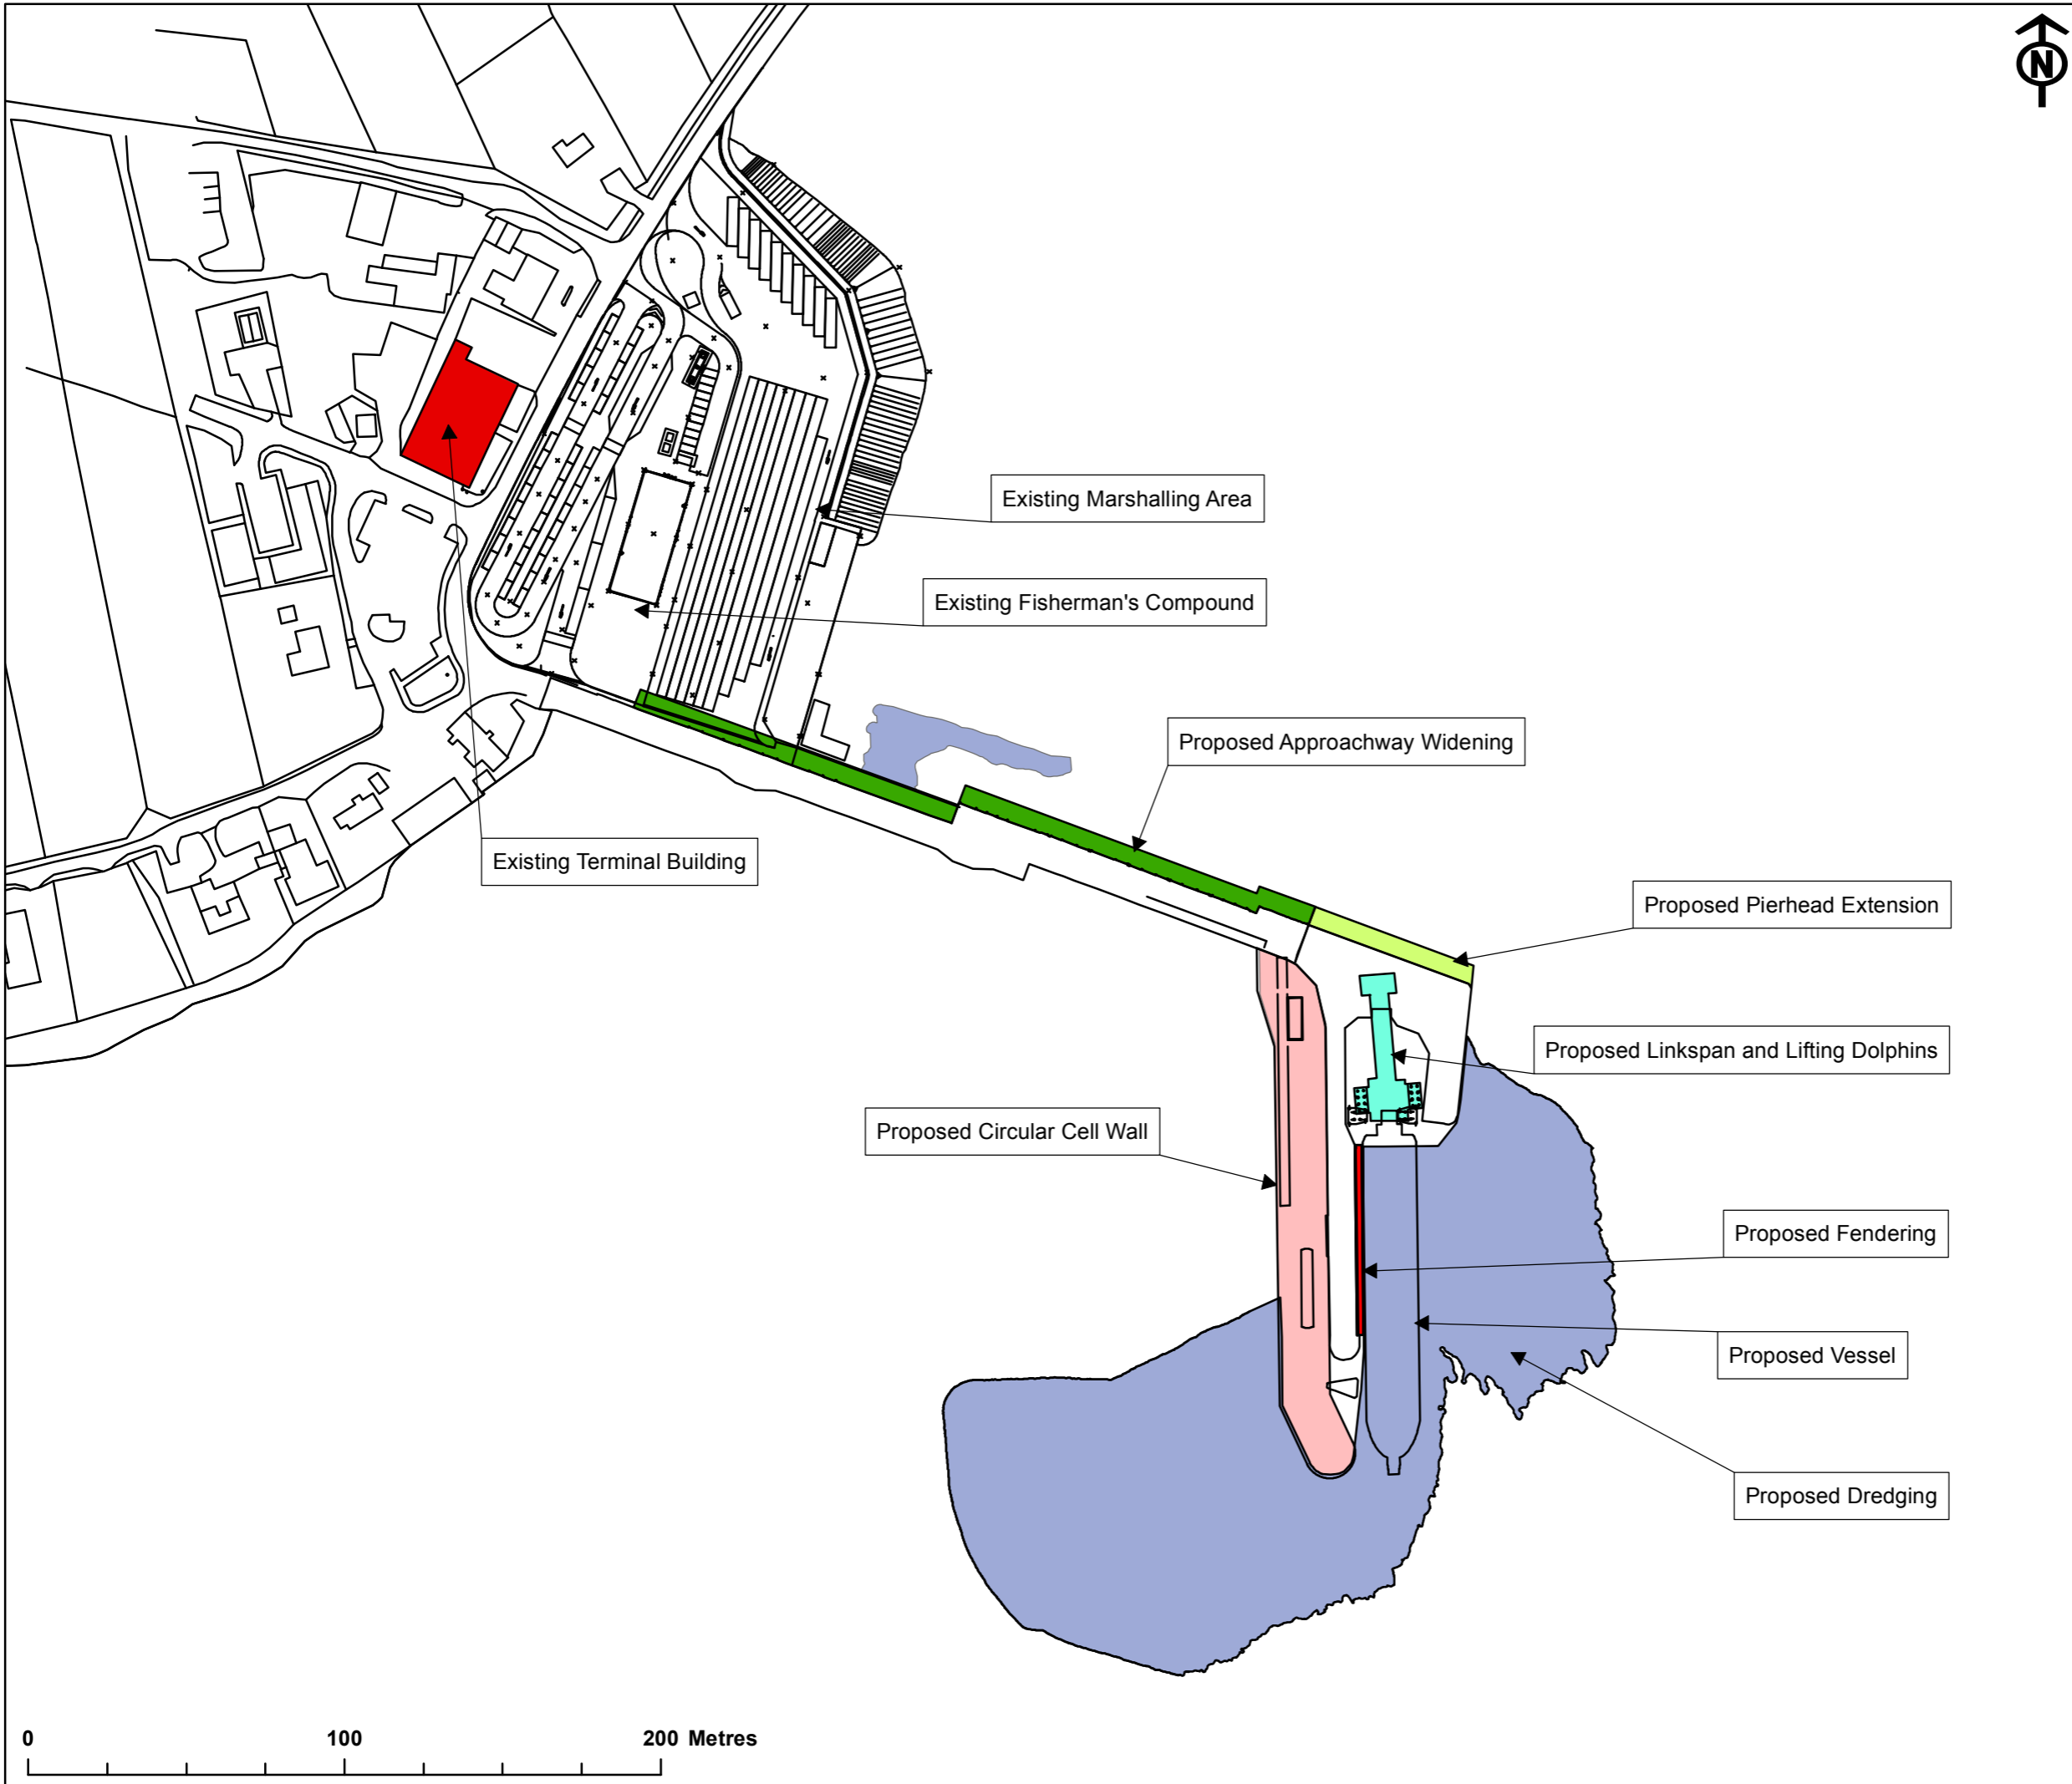 N
Existing Marshalling Area
Existing Fisherman's Compound
Proposed Approachway Widening
Existing Terminal Building
Proposed Pierhead Extension
Proposed Linkspan and Lifting Dolphins
Proposed Circular Cell Wall
Proposed Fendering
Proposed Vessel
Proposed Dredging
0 100 200 Metres